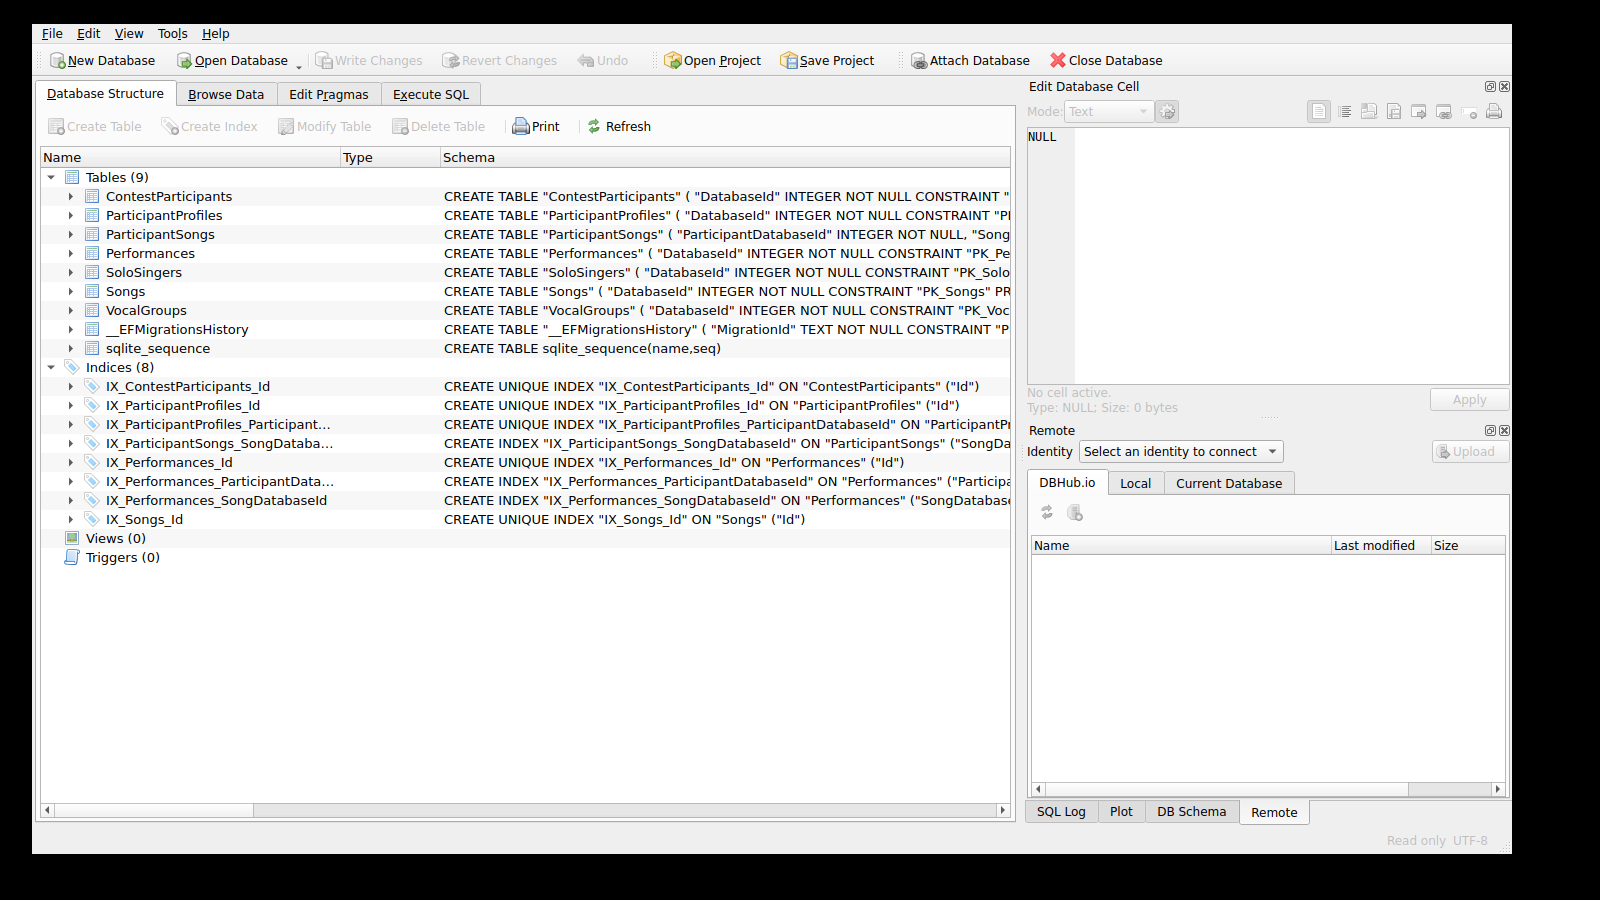 File Edit View Tools Help
New Database Open Database Write Changes Revert Changes Undo Open Project Save Project Attach Database Close Database
Database Structure Browse Data Edit Pragmas Execute SQL
Create Table Create Index Modify Table Delete Table Print Refresh
Name Type Schema
Tables (9)
ContestParticipants CREATE TABLE "ContestParticipants" ( "DatabaseId" INTEGER NOT NULL CONSTRAINT "
ParticipantProfiles CREATE TABLE "ParticipantProfiles" ( "DatabaseId" INTEGER NOT NULL CONSTRAINT "P
ParticipantSongs CREATE TABLE "ParticipantSongs" ( "ParticipantDatabaseId" INTEGER NOT NULL, "Song
Performances CREATE TABLE "Performances" ( "DatabaseId" INTEGER NOT NULL CONSTRAINT "PK_Pe
SoloSingers CREATE TABLE "SoloSingers" ( "DatabaseId" INTEGER NOT NULL CONSTRAINT "PK_Solo
Songs CREATE TABLE "Songs" ( "DatabaseId" INTEGER NOT NULL CONSTRAINT "PK_Songs" PR
VocalGroups CREATE TABLE "VocalGroups" ( "DatabaseId" INTEGER NOT NULL CONSTRAINT "PK_Voc
__EFMigrationsHistory CREATE TABLE "__EFMigrationsHistory" ( "MigrationId" TEXT NOT NULL CONSTRAINT "P
sqlite_sequence CREATE TABLE sqlite_sequence(name,seq)
Indices (8)
IX_ContestParticipants_Id CREATE UNIQUE INDEX "IX_ContestParticipants_Id" ON "ContestParticipants" ("Id")
IX_ParticipantProfiles_Id CREATE UNIQUE INDEX "IX_ParticipantProfiles_Id" ON "ParticipantProfiles" ("Id")
IX_ParticipantProfiles_Participant... CREATE UNIQUE INDEX "IX_ParticipantProfiles_ParticipantDatabaseId" ON "ParticipantPr
IX_ParticipantSongs_SongDataba... CREATE INDEX "IX_ParticipantSongs_SongDatabaseId" ON "ParticipantSongs" ("SongDa
IX_Performances_Id CREATE UNIQUE INDEX "IX_Performances_Id" ON "Performances" ("Id")
IX_Performances_ParticipantData... CREATE INDEX "IX_Performances_ParticipantDatabaseId" ON "Performances" ("Participa
IX_Performances_SongDatabaseId CREATE INDEX "IX_Performances_SongDatabaseId" ON "Performances" ("SongDatabase
IX_Songs_Id CREATE UNIQUE INDEX "IX_Songs_Id" ON "Songs" ("Id")
Views (0)
Triggers (0)
Edit Database Cell
Mode: Text
NULL
No cell active.
Type: NULL; Size: 0 bytes
Apply
Remote
Identity Select an identity to connect Upload
DBHub.io Local Current Database
Name Last modified Size
SQL Log Plot DB Schema Remote
Read only UTF-8